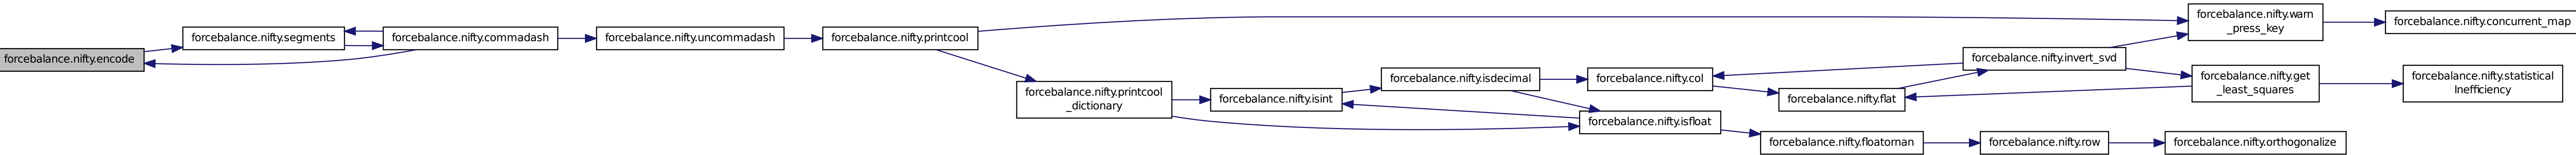 forcebalance.nifty.encode
forcebalance.nifty.segments
forcebalance.nifty.commadash
forcebalance.nifty.uncommadash
forcebalance.nifty.printcool
forcebalance.nifty.printcool
_dictionary
forcebalance.nifty.isint
forcebalance.nifty.isdecimal
forcebalance.nifty.col
forcebalance.nifty.isfloat
forcebalance.nifty.flat
forcebalance.nifty.floatornan
forcebalance.nifty.invert_svd
forcebalance.nifty.row
forcebalance.nifty.warn
_press_key
forcebalance.nifty.get
_least_squares
forcebalance.nifty.orthogonalize
forcebalance.nifty.concurrent_map
forcebalance.nifty.statistical
Inefficiency